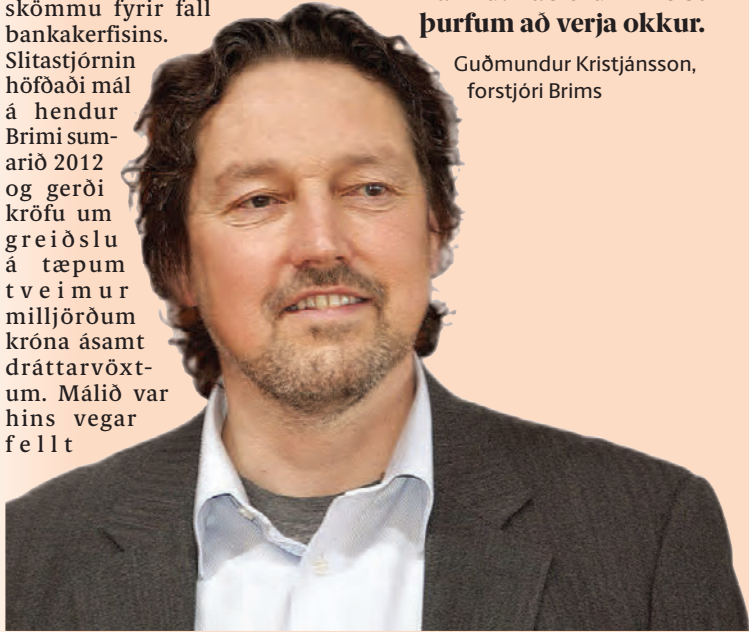 skömmu fyrir fall
bankakerfisins.
Slitastjórnin
höfðaði mál
á hendur
Brimi sum-
arið 2012
og gerði
kröfu um
greiðslu
á tæpum
tveimur
milljörðum
króna ásamt
dráttarvöxt-
um. Málið var
hins vegar
fellt
þurfum að verja okkur.
Guðmundur Kristjánsson,
forstjóri Brims